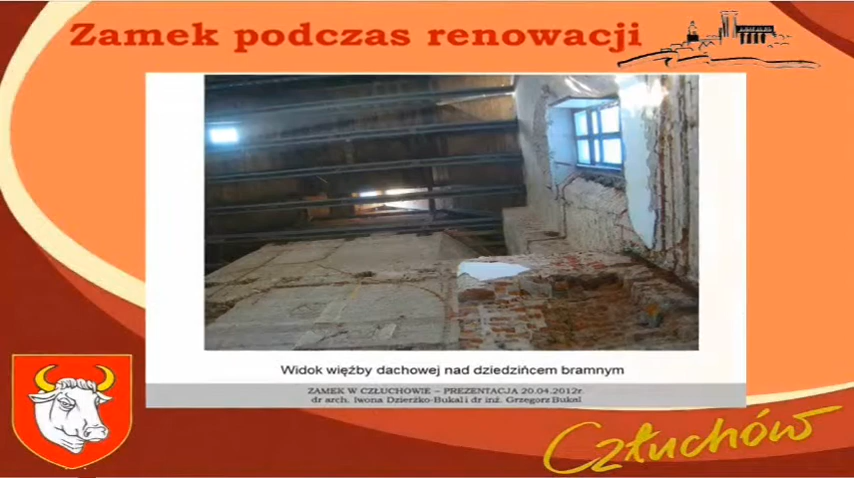 Zamek podczas renowacji
Widok więźby dachowej nad dziedzińcem bramnym
ZAMEK W CZŁUCHOWIE – PREZENTACJA 20.04.2012r.
dr arch. Iwona Dzierżko-Bukal i dr inż. Grzegorz Bukal
Człuchów